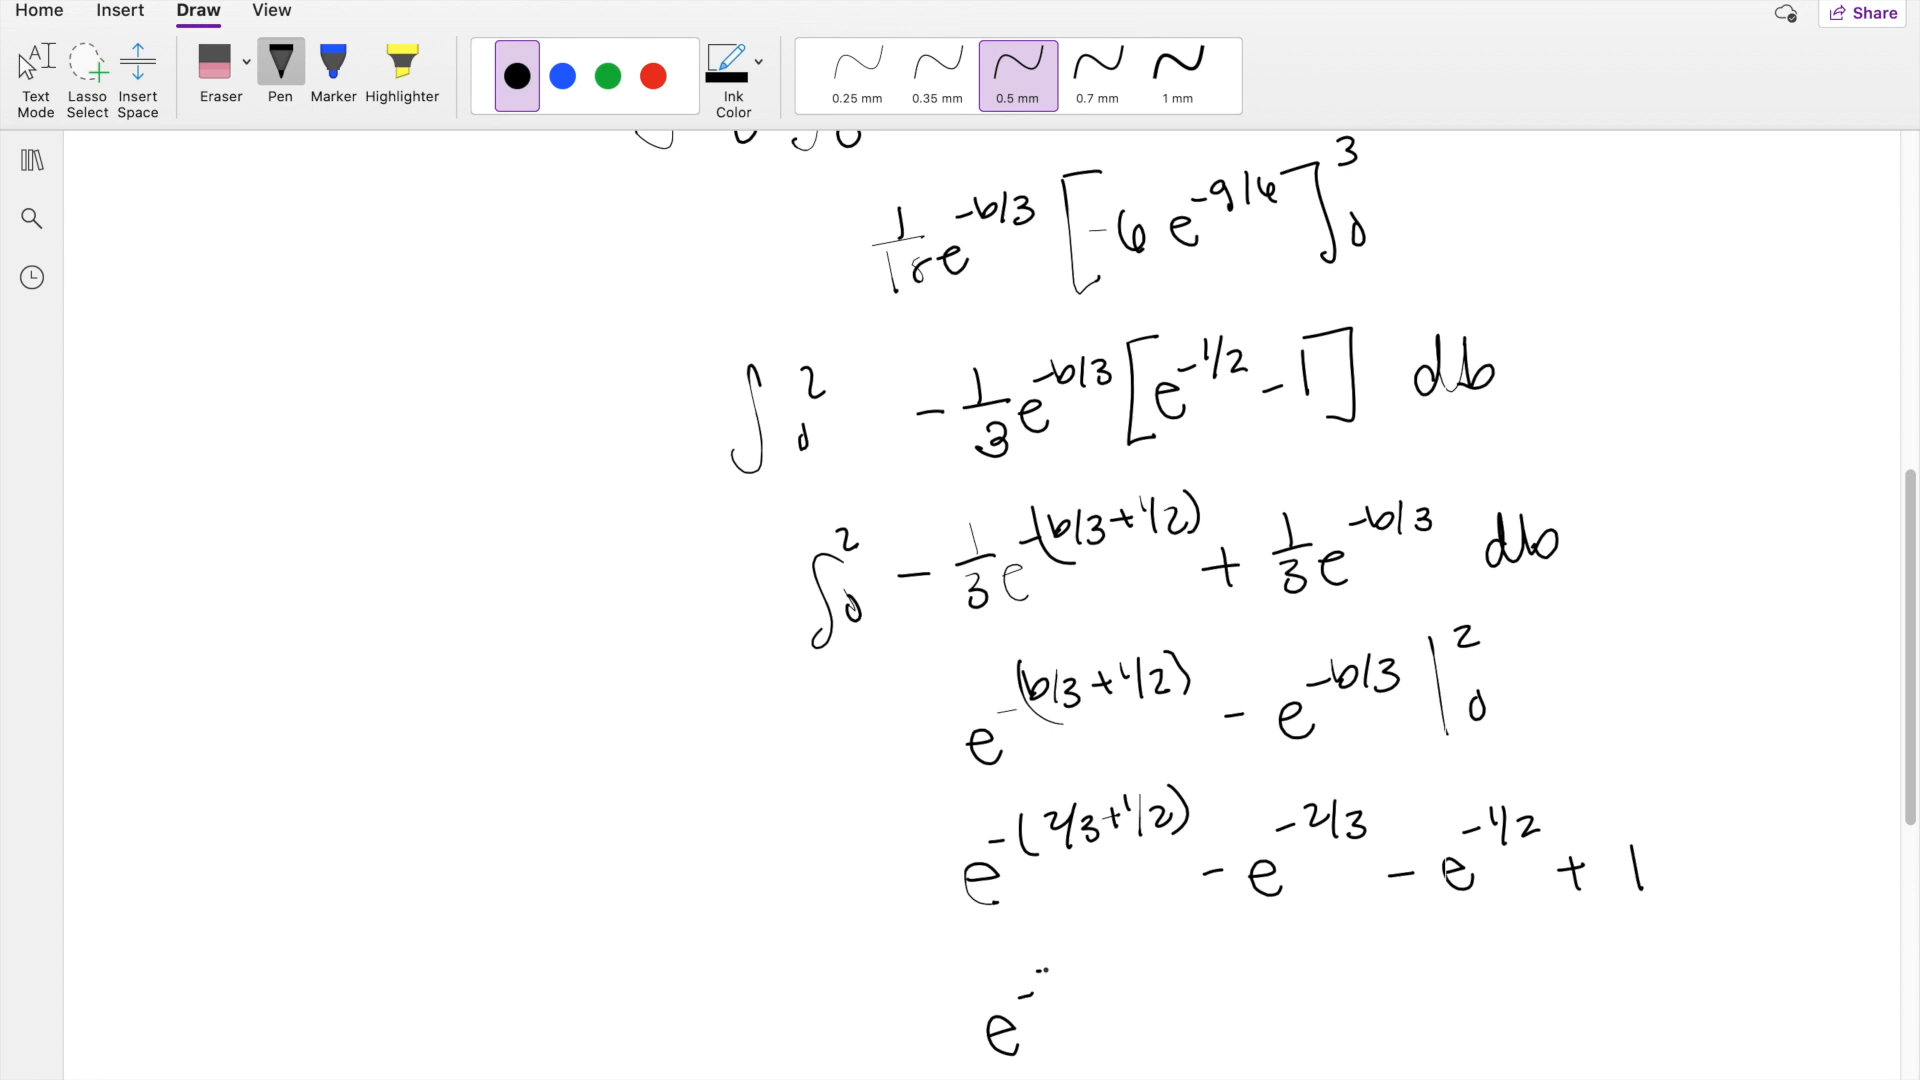 Home Insert Draw View Share
Text Mode Lasso Select Insert Space Eraser Pen Marker Highlighter Ink Color 0.25 mm 0.35 mm 0.5 mm 0.7 mm 1 mm
1/18 e^{-b/3} [-6 e^{-g/6}]_0^3
∫_0^2 - 1/3 e^{-b/3} [e^{-1/2} - 1] db
∫_0^2 - 1/3 e^{-(b/3+1/2)} + 1/3 e^{-b/3} db
e^{-(b/3+1/2)} - e^{-b/3} |_0^2
e^{-(2/3+1/2)} - e^{-2/3} - e^{-1/2} + 1
e^-